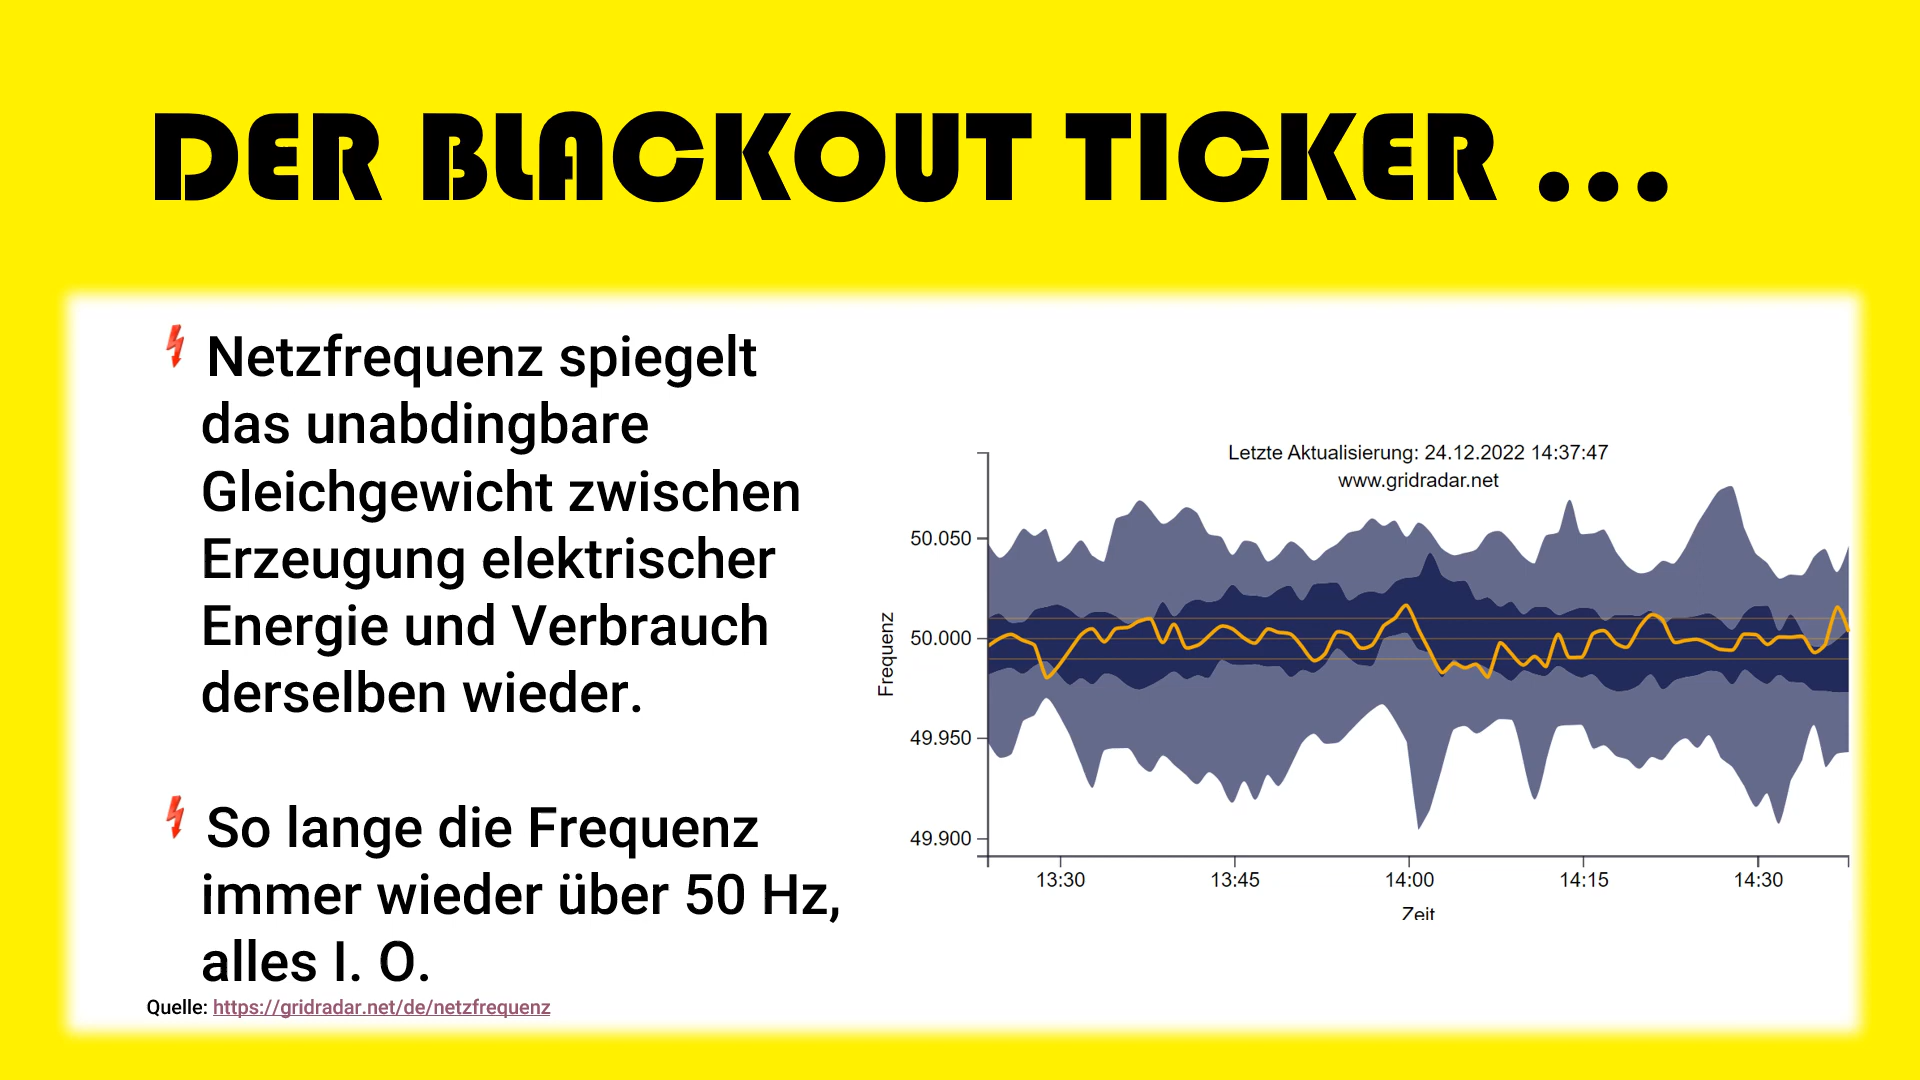 DER BLACKOUT TICKER ...
Netzfrequenz spiegelt
das unabdingbare
Gleichgewicht zwischen
Erzeugung elektrischer
Energie und Verbrauch
derselben wieder.
So lange die Frequenz
immer wieder über 50 Hz,
alles I. O.
Quelle: https://gridradar.net/de/netzfrequenz
Letzte Aktualisierung: 24.12.2022 14:37:47
www.gridradar.net
Frequenz
50.050
50.000
49.950
49.900
13:30 13:45 14:00 14:15 14:30
Zeit